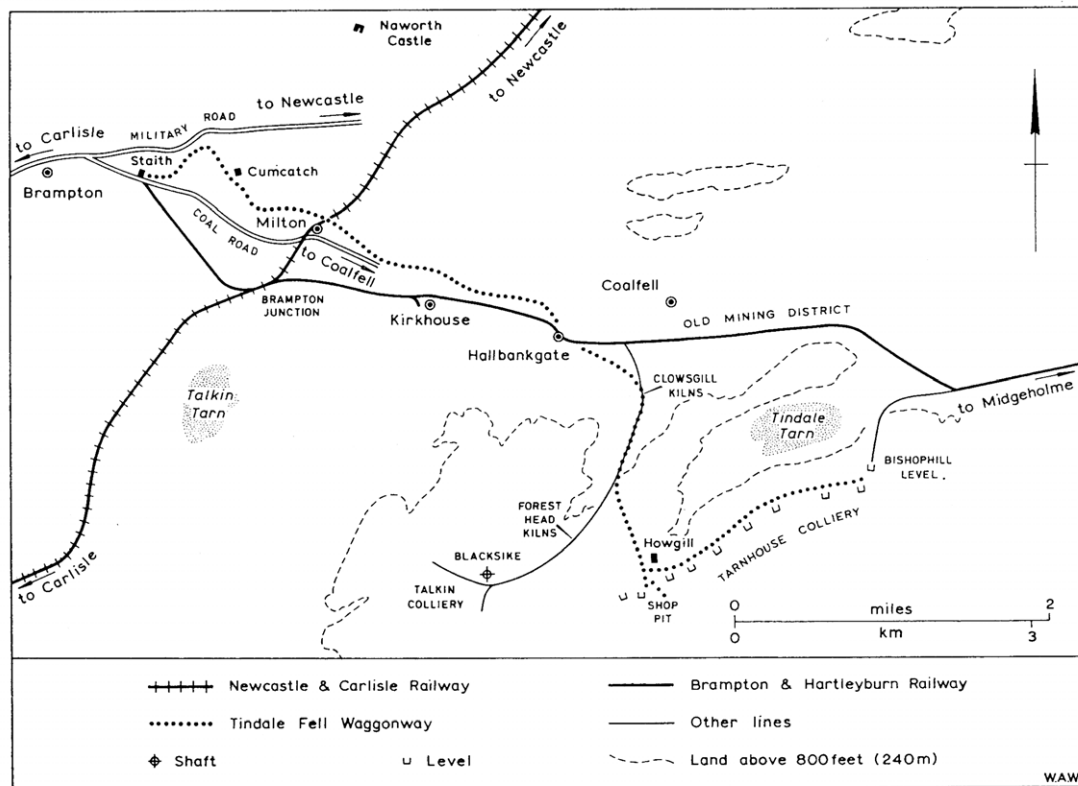 Naworth
Castle
to Newcastle
to Newcastle
to Carlisle
MILITARY ROAD
Staith
Cumcatch
Brampton
COAL ROAD
Milton
to Coalfell
BRAMPTON
JUNCTION
Kirkhouse
Coalfell
OLD MINING DISTRICT
Hallbankgate
CLOWSGILL
KILNS
Talkin
Tarn
Tindale
Tarn
to Midgeholme
BISHOPHILL
LEVEL.
FOREST
HEAD
KILNS
Howgill
TARNHOUSE COLLIERY
BLACKSIKE
to Carlisle
TALKIN
COLLIERY
SHOP
PIT
0 2
miles
km
0 3
Newcastle & Carlisle Railway
Brampton & Hartleyburn Railway
Tindale Fell Waggonway
Other lines
Shaft
Level
Land above 800 feet (240m)
W.A.W